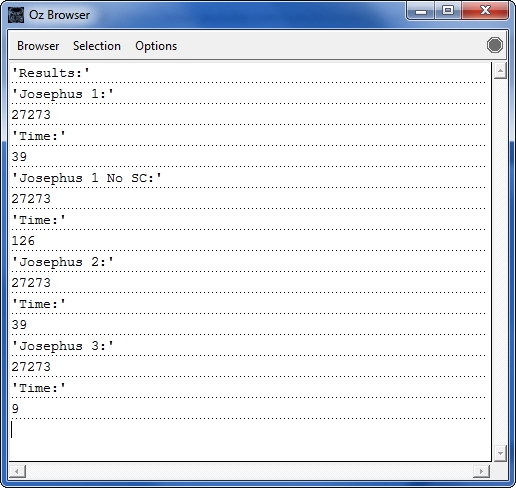 Oz Browser
Browser Selection Options
'Results:'
'Josephus 1:'
27273
'Time:'
39
'Josephus 1 No SC:'
27273
'Time:'
126
'Josephus 2:'
27273
'Time:'
39
'Josephus 3:'
27273
'Time:'
9